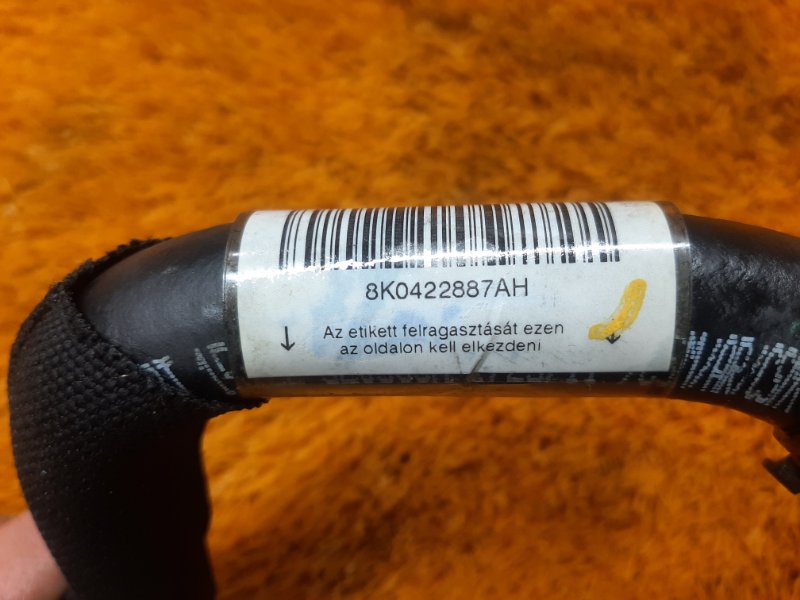 8K0422887AH
Az etikett felragasztását ezen
az oldalon kell elkezdeni